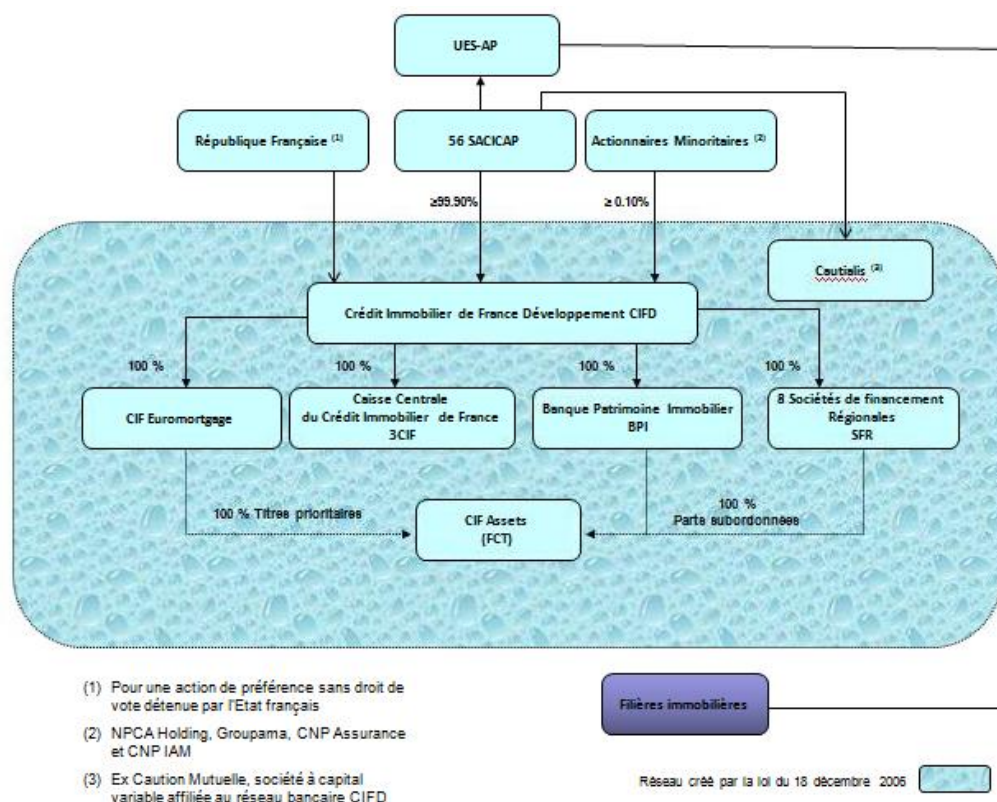 UES-AP
République Française (1)
56 SACICAP
Actionnaires Minoritaires (2)
≥99.90%
≥ 0.10%
Cautialis (3)
Crédit Immobilier de France Développement CIFD
100 %
100 %
100 %
100 %
CIF Euromortgage
Caisse Centrale
du Crédit Immobilier de France
3CIF
Banque Patrimoine Immobilier
BPI
8 Sociétés de financement
Régionales
SFR
100 % Titres prioritaires
CIF Assets
(FCT)
100 %
Parts subordonnées
(1) Pour une action de préférence sans droit de
vote détenue par l'Etat français
(2) NPCA Holding, Groupama, CNP Assurance
et CNP IAM
(3) Ex Caution Mutuelle, société à capital
variable affiliée au réseau bancaire CIFD
Filières immobilières
Réseau créé par la loi du 18 décembre 2006